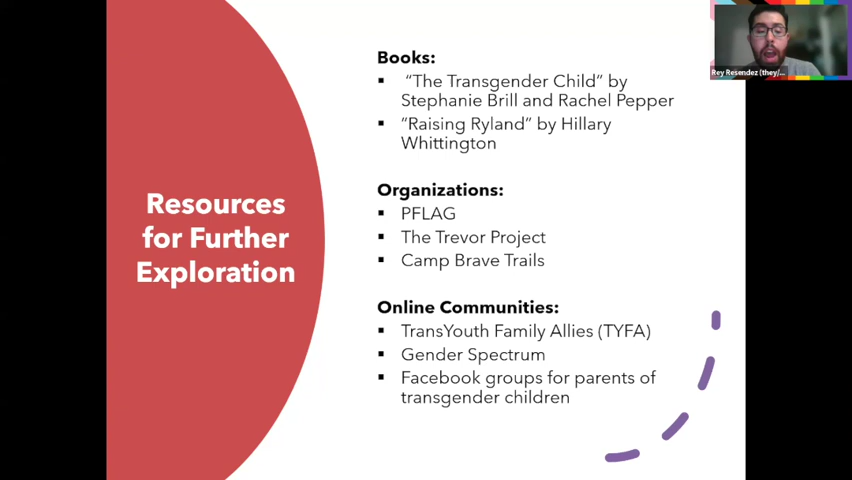 Resources
for Further
Exploration
Books:
▪ “The Transgender Child” by
Stephanie Brill and Rachel Pepper
▪ “Raising Ryland” by Hillary
Whittington
Organizations:
▪ PFLAG
▪ The Trevor Project
▪ Camp Brave Trails
Online Communities:
▪ TransYouth Family Allies (TYFA)
▪ Gender Spectrum
▪ Facebook groups for parents of
transgender children
Rey Resendez (they/...